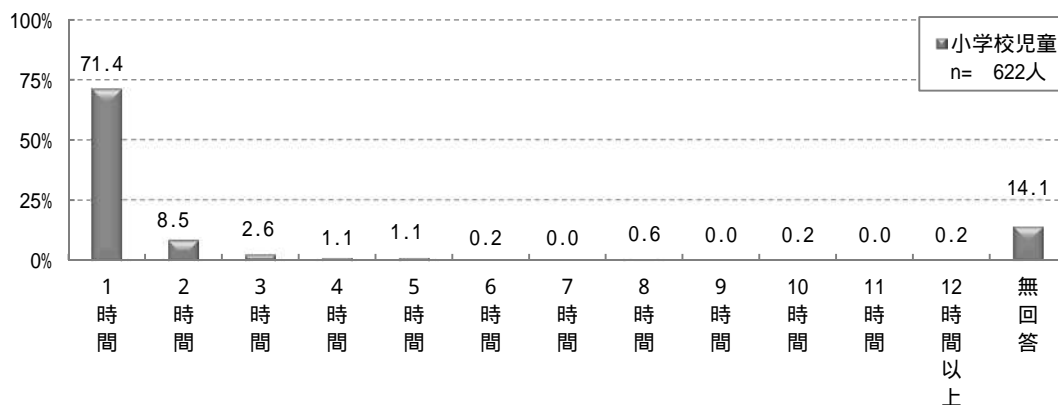 100%
75%
50%
25%
0%
71.4
8.5
2.6
1.1
1.1
0.2
0.0
0.6
0.0
0.2
0.0
0.2
14.1
1時間
2時間
3時間
4時間
5時間
6時間
7時間
8時間
9時間
10時間
11時間
12時間以上
無回答
小学校児童
n= 622人